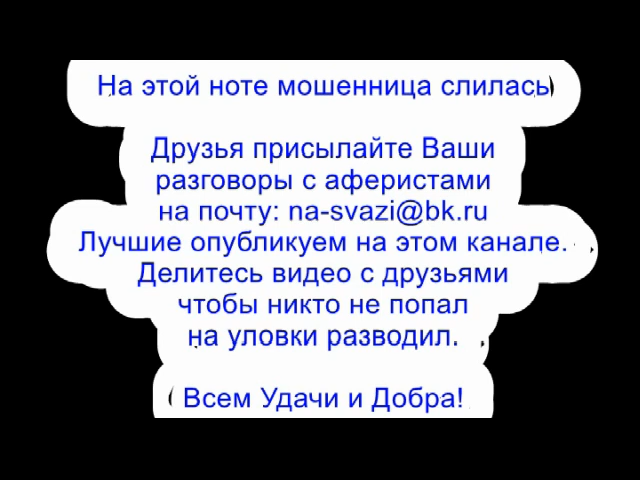 На этой ноте мошенница слилась
Друзья присылайте Ваши
разговоры с аферистами
на почту: na-svazi@bk.ru
Лучшие опубликуем на этом канале.
Делитесь видео с друзьями
чтобы никто не попал
на уловки разводил.
Всем Удачи и Добра!